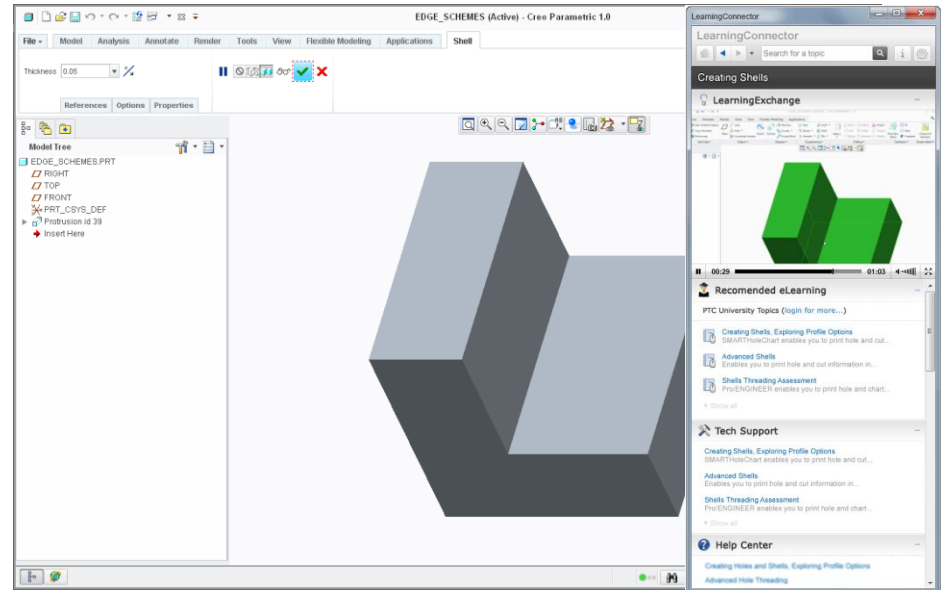 EDGE_SCHEMES (Active) - Creo Parametric 1.0
File Model Analysis Annotate Render Tools View Flexible Modeling Applications Shell
Thickness 0.05
References Options Properties
Model Tree
EDGE_SCHEMES.PRT
RIGHT
TOP
FRONT
PRT_CSYS_DEF
Protrusion id 39
Insert Here
LearningConnector
LearningConnector
Search for a topic
Creating Shells
LearningExchange
00:29 01:03
Recomended eLearning
PTC University Topics (login for more...)
Creating Shells, Exploring Profile Options
SMARTHoleChart enables you to print hole and cut...
Advanced Shells
Enables you to print hole and cut information in...
Shells Threading Assessment
Pro/ENGINEER enables you to print hole and chart...
Show all
Tech Support
Creating Shells, Exploring Profile Options
SMARTHoleChart enables you to print hole and cut...
Advanced Shells
Enables you to print hole and cut information in...
Shells Threading Assessment
Pro/ENGINEER enables you to print hole and chart...
Show all
Help Center
Creating Holes and Shells, Exploring Profile Options
Advanced Hole Threading